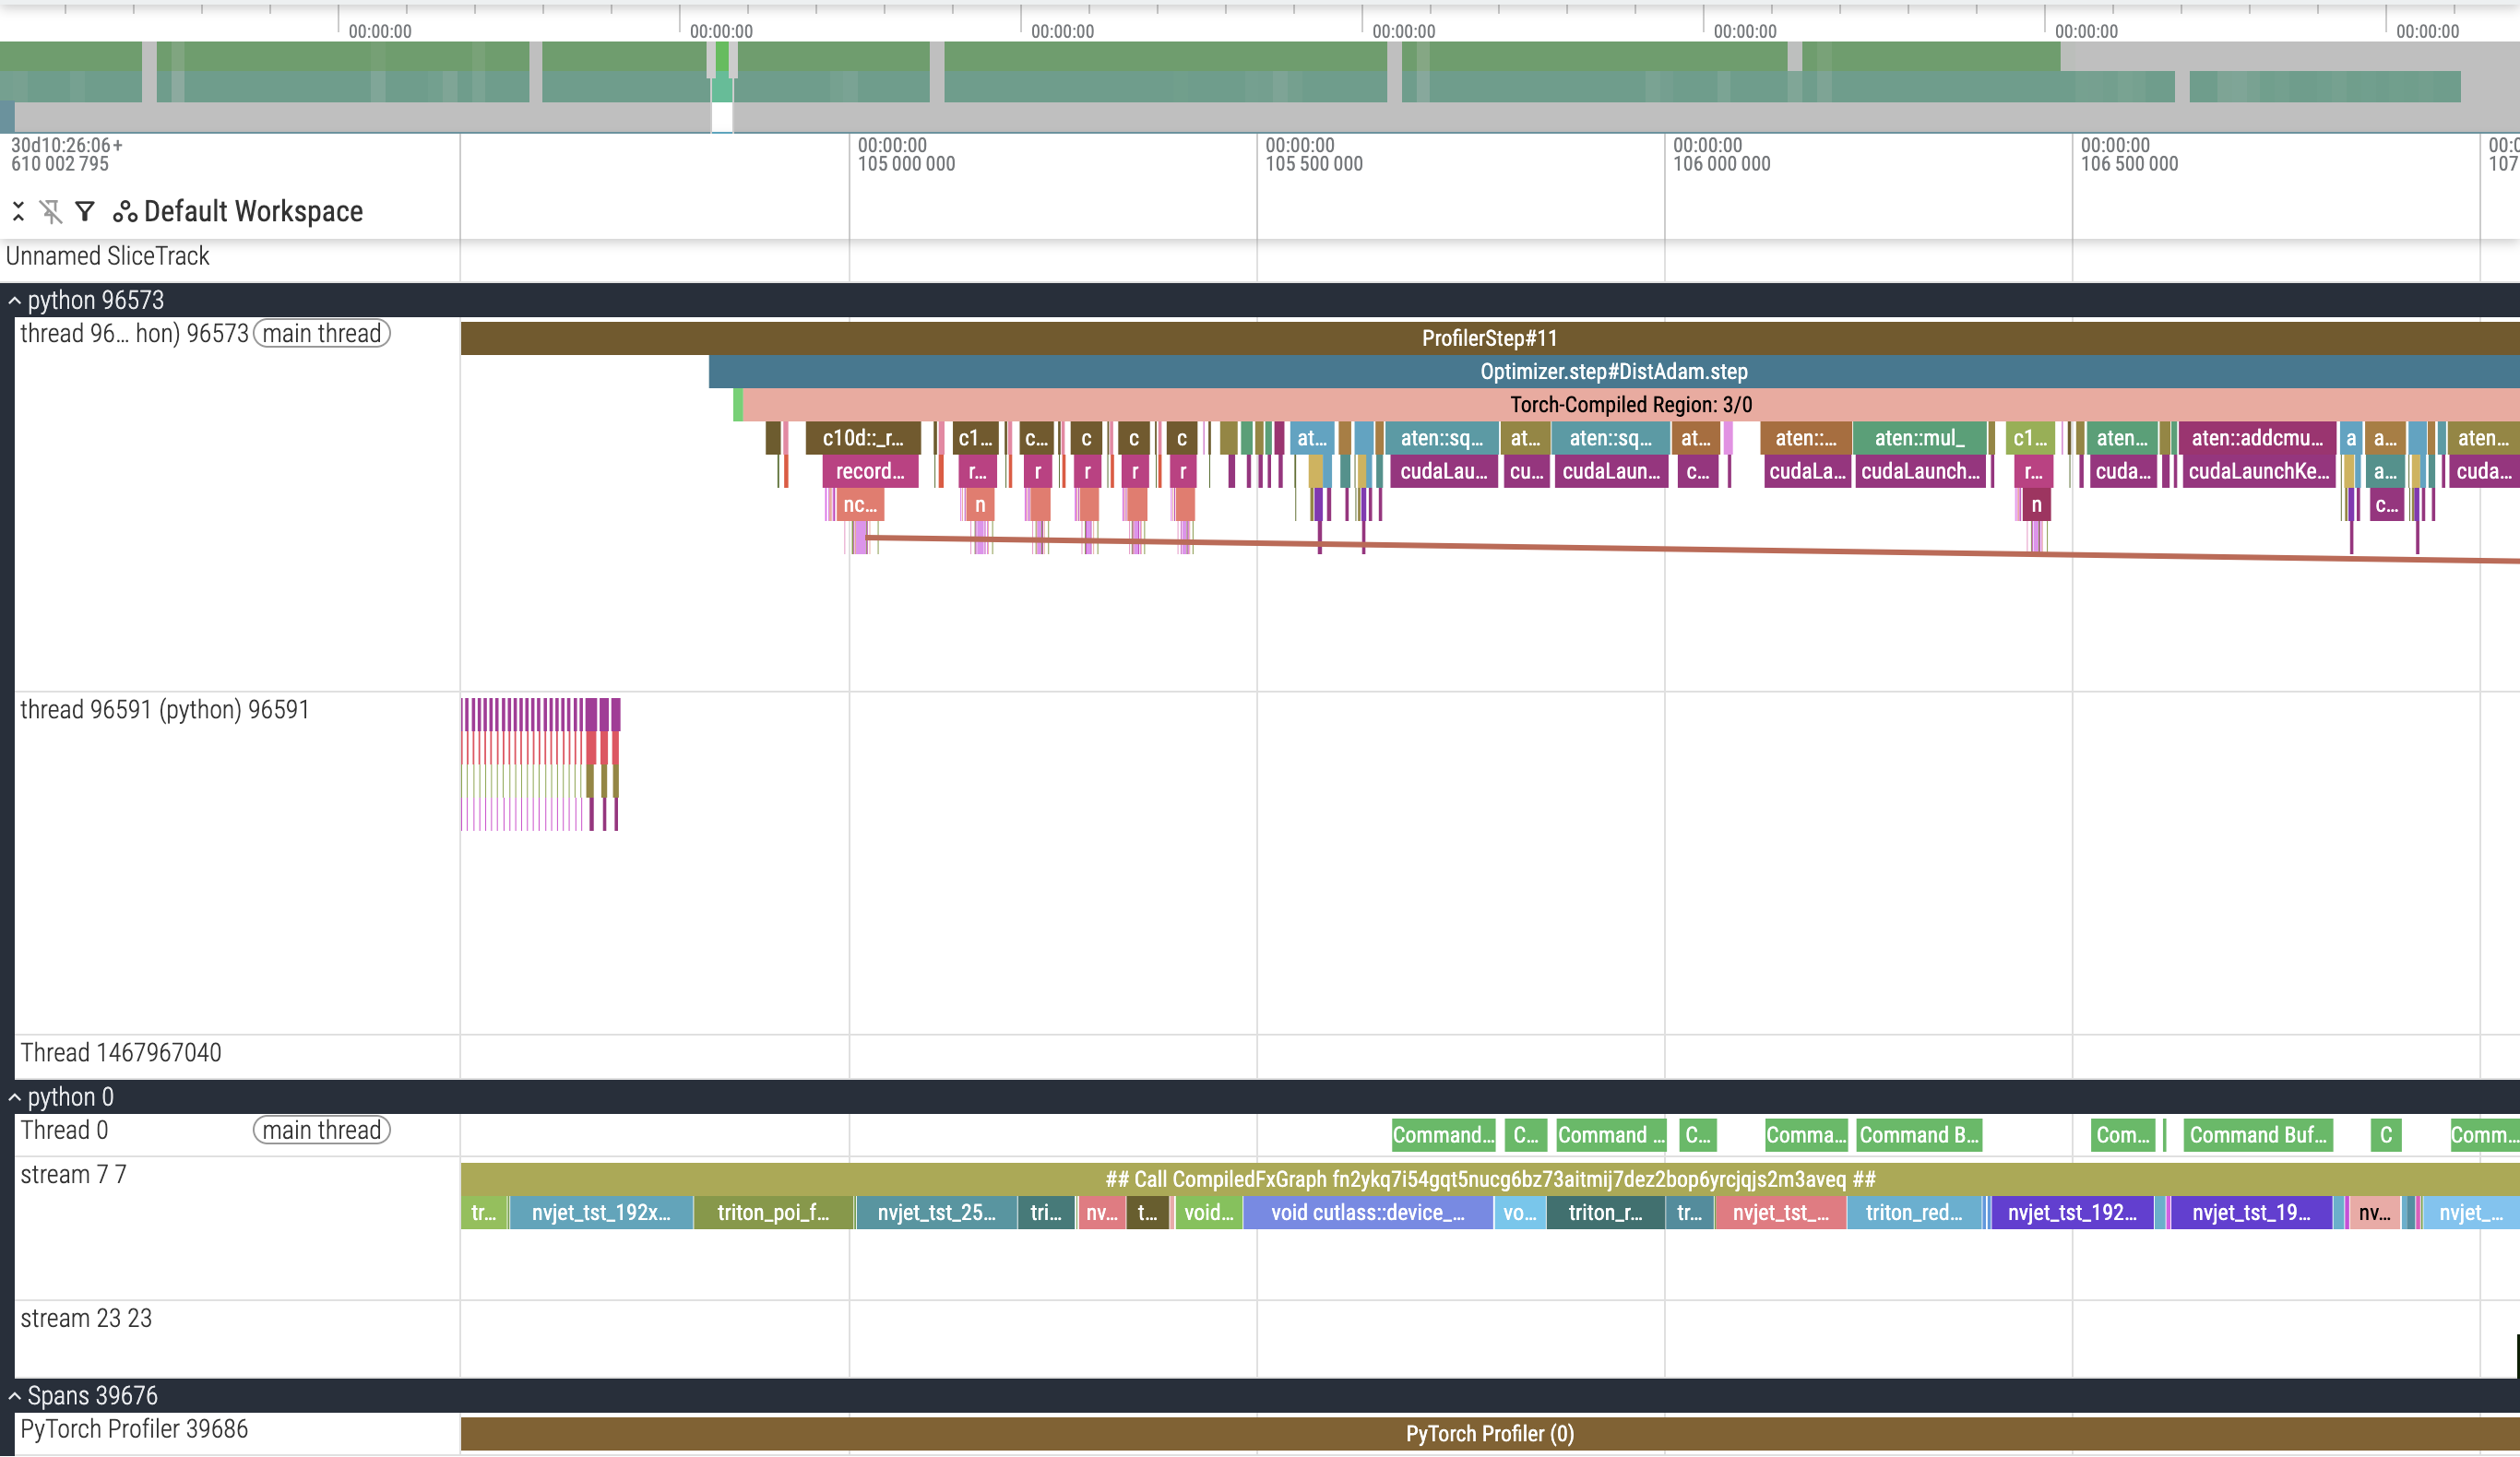 00:00:00 00:00:00 00:00:00 00:00:00 00:00:00 00:00:00 00:00:00
30d10:26:06+ 00:00:00 00:00:00 00:00:00 00:00:00 00:0
610 002 795 105 000 000 105 500 000 106 000 000 106 500 000 107
Default Workspace
Unnamed SliceTrack
python 96573
thread 96… hon) 96573 main thread
ProfilerStep#11
Optimizer.step#DistAdam.step
Torch-Compiled Region: 3/0
c10d::_r… c1… c… c c c at… aten::sq… at… aten::sq… at… aten::… aten::mul_ c1… aten… aten::addcmu… a a… aten…
record… r… r r r r cudaLau… cu… cudaLaun… c… cudaLa… cudaLaunch… r… cuda… cudaLaunchKe… a… cuda…
nc… n n c…
thread 96591 (python) 96591
Thread 1467967040
python 0
Thread 0 main thread Command… C… Command … C… Comma… Command B… Com… Command Buf… C Comm…
stream 7 7 ## Call CompiledFxGraph fn2ykq7i54gqt5nucg6bz73aitmij7dez2bop6yrcjqjs2m3aveq ##
tr… nvjet_tst_192x… triton_poi_f… nvjet_tst_25… tri… nv… t… void… void cutlass::device_… vo… triton_r… tr… nvjet_tst_… triton_red… nvjet_tst_192… nvjet_tst_19… nv… nvjet_…
stream 23 23
Spans 39676
PyTorch Profiler 39686 PyTorch Profiler (0)